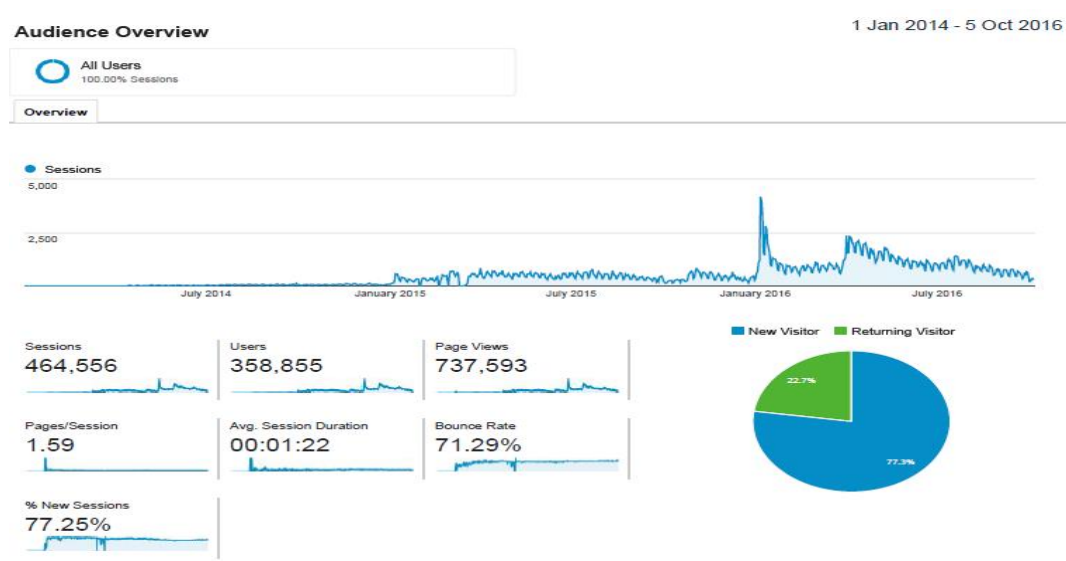 Audience Overview
1 Jan 2014 - 5 Oct 2016
All Users
100.00% Sessions
Overview
Sessions
5,000
2,500
July 2014
January 2015
July 2015
January 2016
July 2016
New Visitor
Returning Visitor
Sessions
464,556
Users
358,855
Page Views
737,593
22.7%
77.3%
Pages/Session
1.59
Avg. Session Duration
00:01:22
Bounce Rate
71.29%
% New Sessions
77.25%